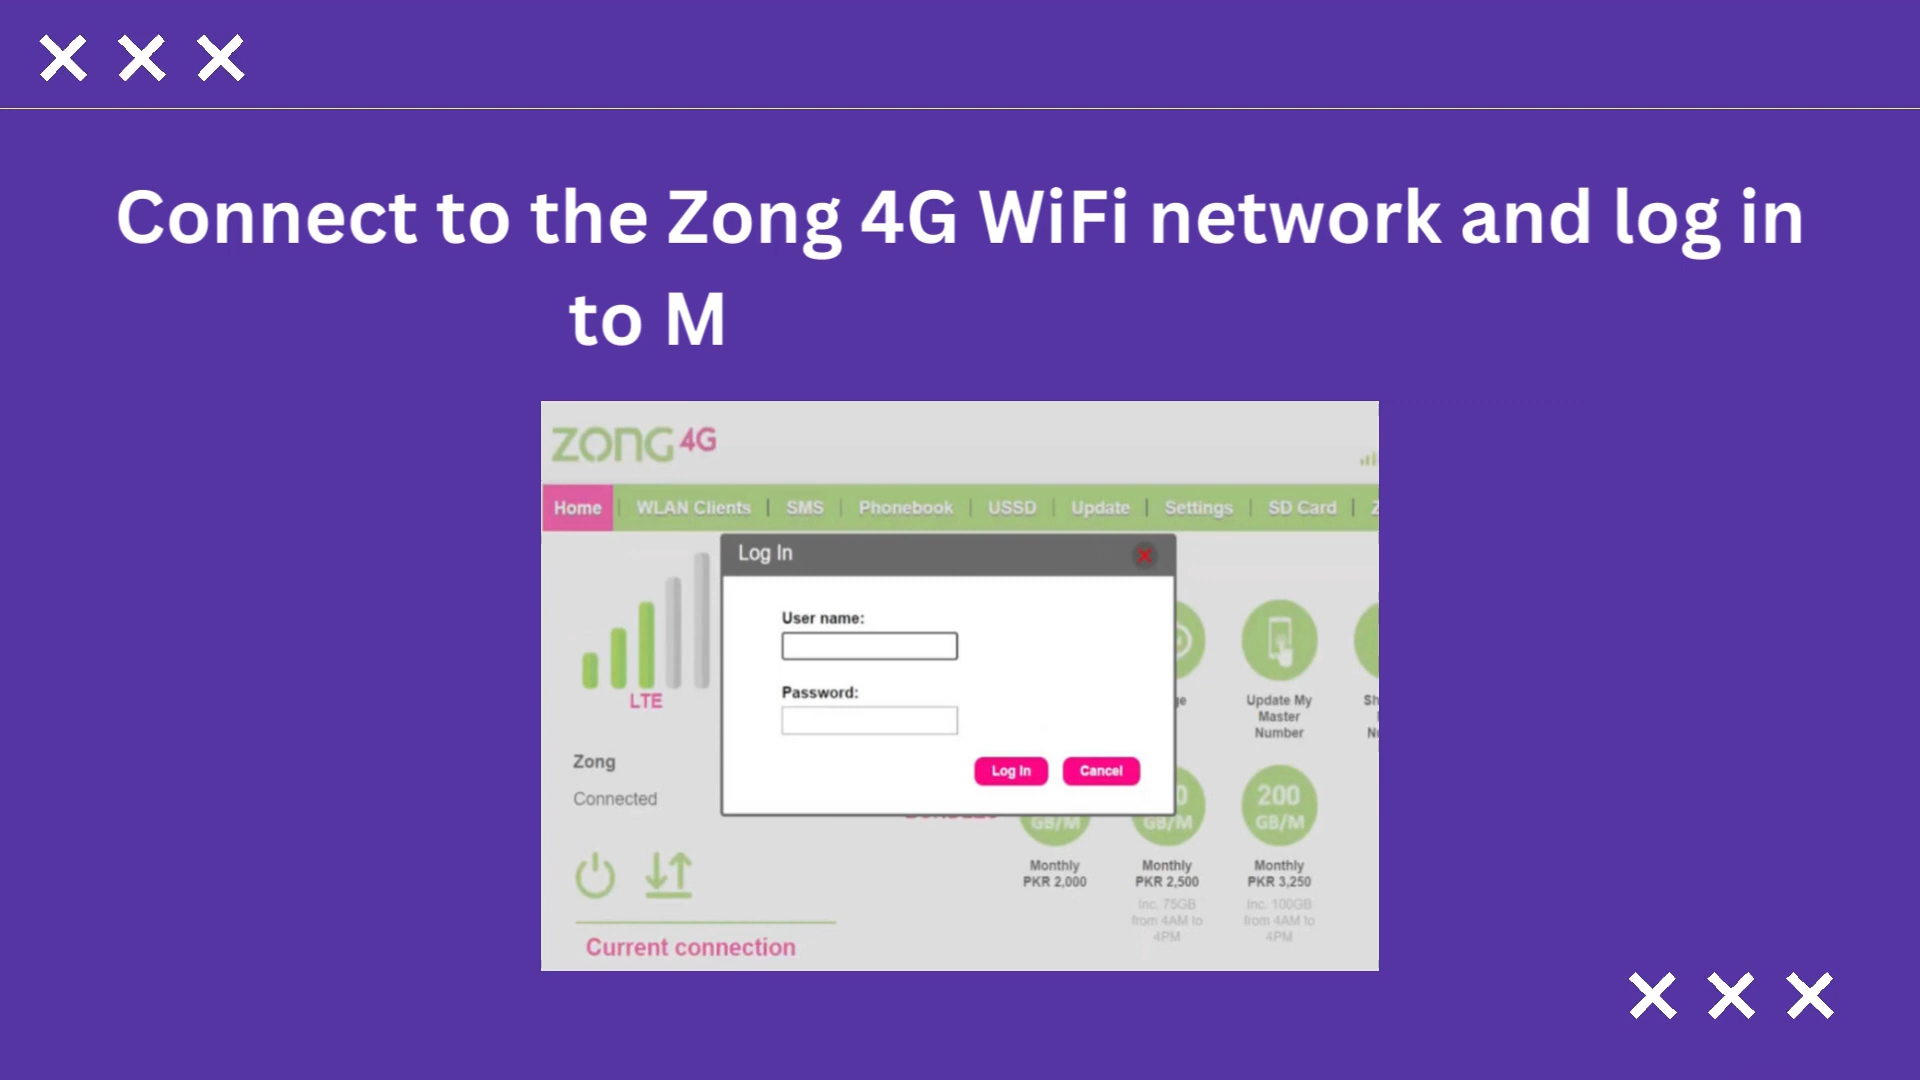 Connect to the Zong 4G WiFi network and log in
to M
ZONG 4G
Home | WLAN Clients | SMS | Phonebook | USSD | Update | Settings | SD Card |
Log In
User name:
Password:
Log In Cancel
LTE
Zong
Connected
Update My
Master
Number
200
GB/M
GB/M
GB/M
Monthly
PKR 2,000
Monthly
PKR 2,500
Monthly
PKR 3,250
Inc. 75GB
from 4AM to
4PM
Inc. 100GB
from 4AM to
4PM
Current connection